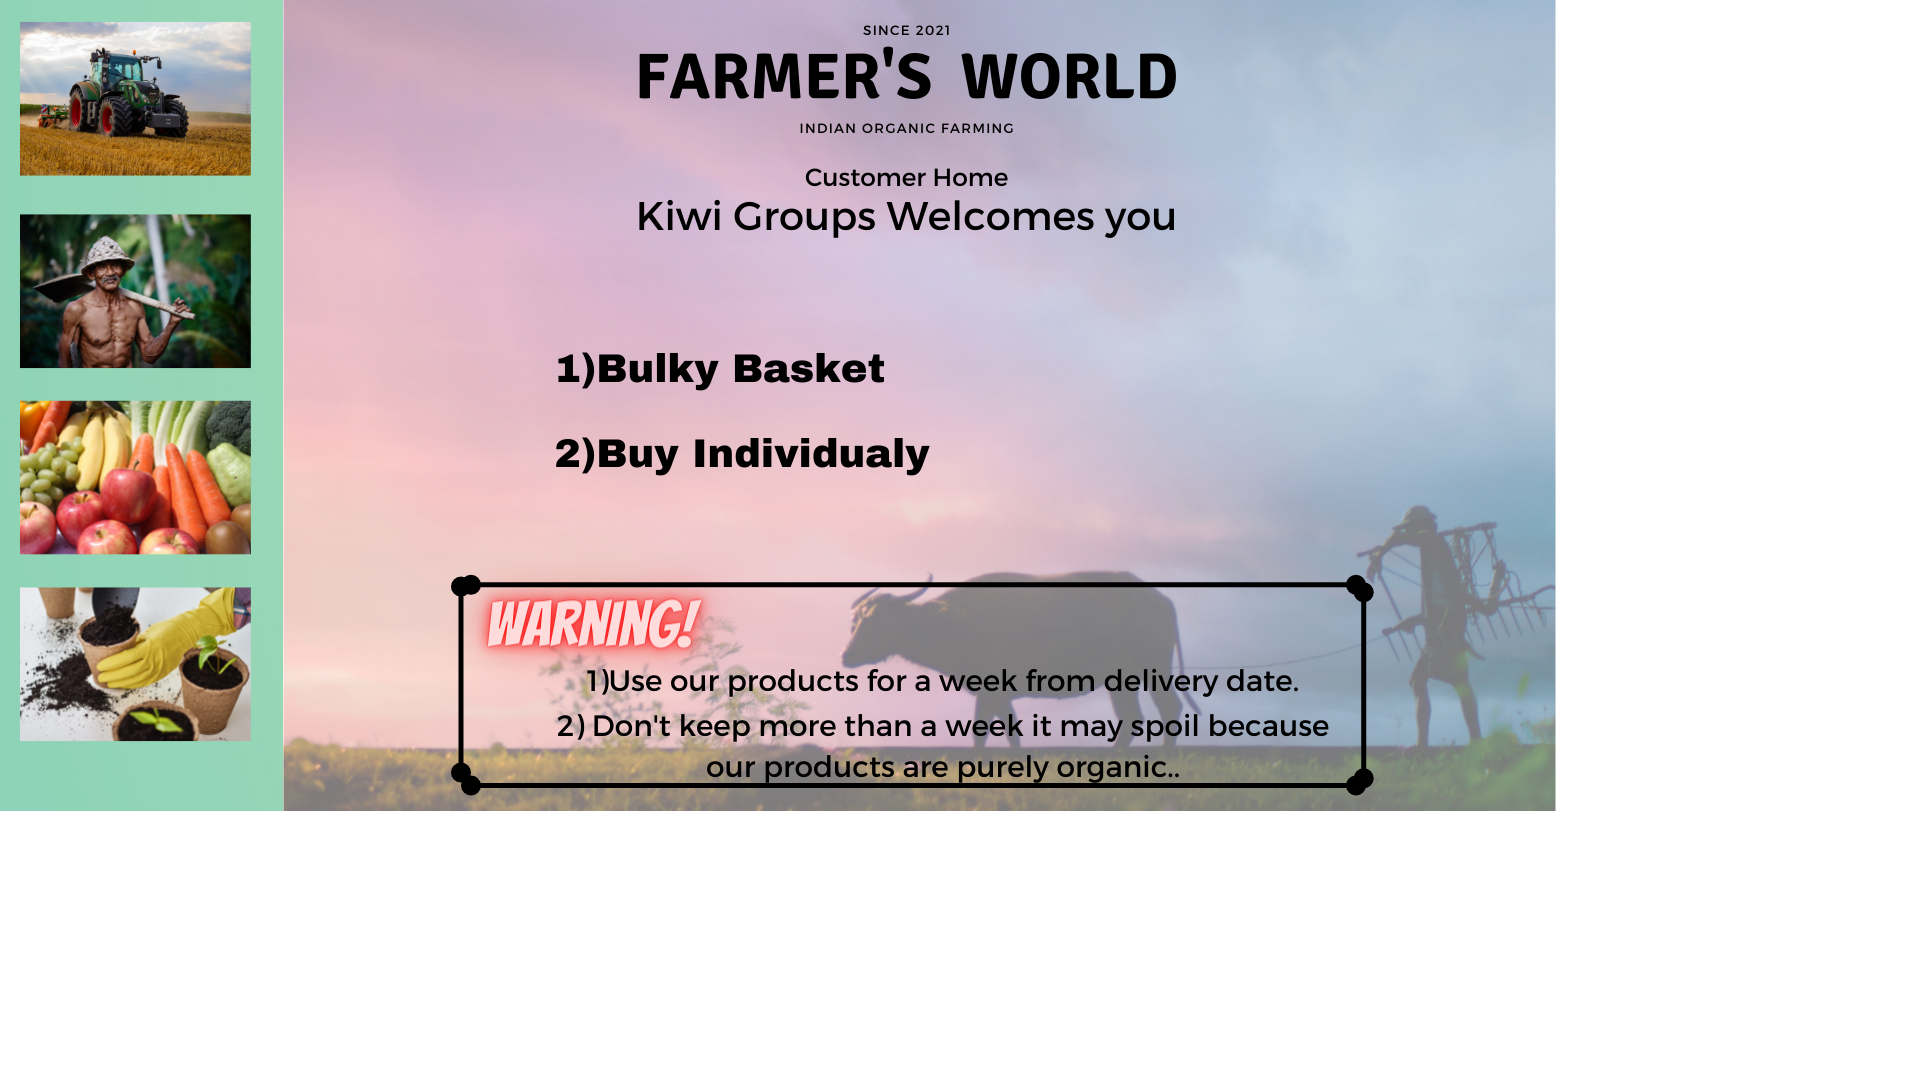 SINCE 2021
FARMER'S WORLD
INDIAN ORGANIC FARMING
Customer Home
Kiwi Groups Welcomes you
1)Bulky Basket
2)Buy Individualy
WARNING!
1)Use our products for a week from delivery date.
2) Don't keep more than a week it may spoil because
our products are purely organic..